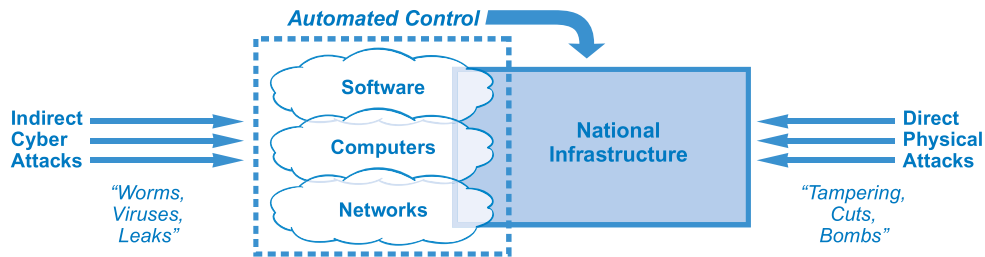 Automated Control
Software
Computers
Networks
National
Infrastructure
Indirect
Cyber
Attacks
“Worms,
Viruses,
Leaks”
Direct
Physical
Attacks
“Tampering,
Cuts,
Bombs”